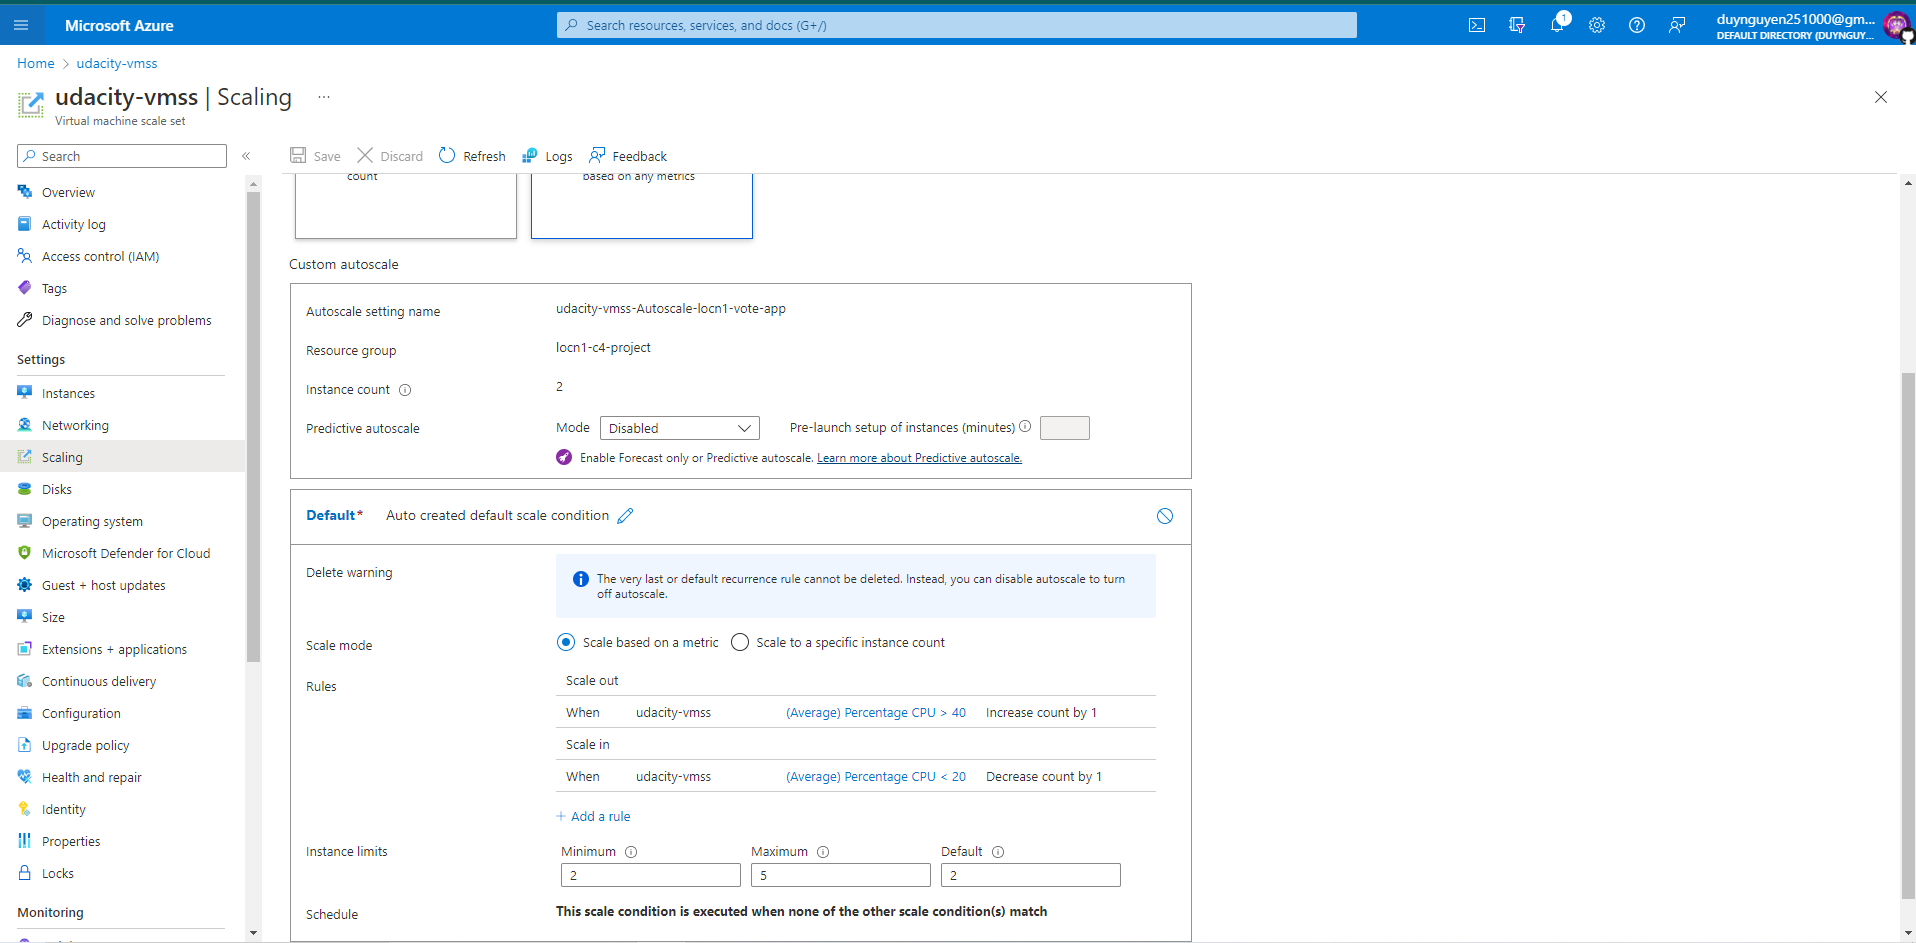 Microsoft Azure
Search resources, services, and docs (G+/)
1
duynguyen251000@gm...
DEFAULT DIRECTORY (DUYNGUY...
Home > udacity-vmss
udacity-vmss | Scaling ...
Virtual machine scale set
Search
«
Save
Discard
Refresh
Logs
Feedback
Overview
Activity log
Access control (IAM)
Tags
Diagnose and solve problems
Settings
Instances
Networking
Scaling
Disks
Operating system
Microsoft Defender for Cloud
Guest + host updates
Size
Extensions + applications
Continuous delivery
Configuration
Upgrade policy
Health and repair
Identity
Properties
Locks
Monitoring
count
based on any metrics
Custom autoscale
Autoscale setting name udacity-vmss-Autoscale-locn1-vote-app
Resource group locn1-c4-project
Instance count 2
Predictive autoscale Mode Disabled Pre-launch setup of instances (minutes)
Enable Forecast only or Predictive autoscale. Learn more about Predictive autoscale.
Default* Auto created default scale condition
Delete warning
The very last or default recurrence rule cannot be deleted. Instead, you can disable autoscale to turn
off autoscale.
Scale mode Scale based on a metric Scale to a specific instance count
Rules
Scale out
When udacity-vmss (Average) Percentage CPU > 40 Increase count by 1
Scale in
When udacity-vmss (Average) Percentage CPU < 20 Decrease count by 1
+ Add a rule
Instance limits
Minimum Maximum Default
2 5 2
Schedule This scale condition is executed when none of the other scale condition(s) match